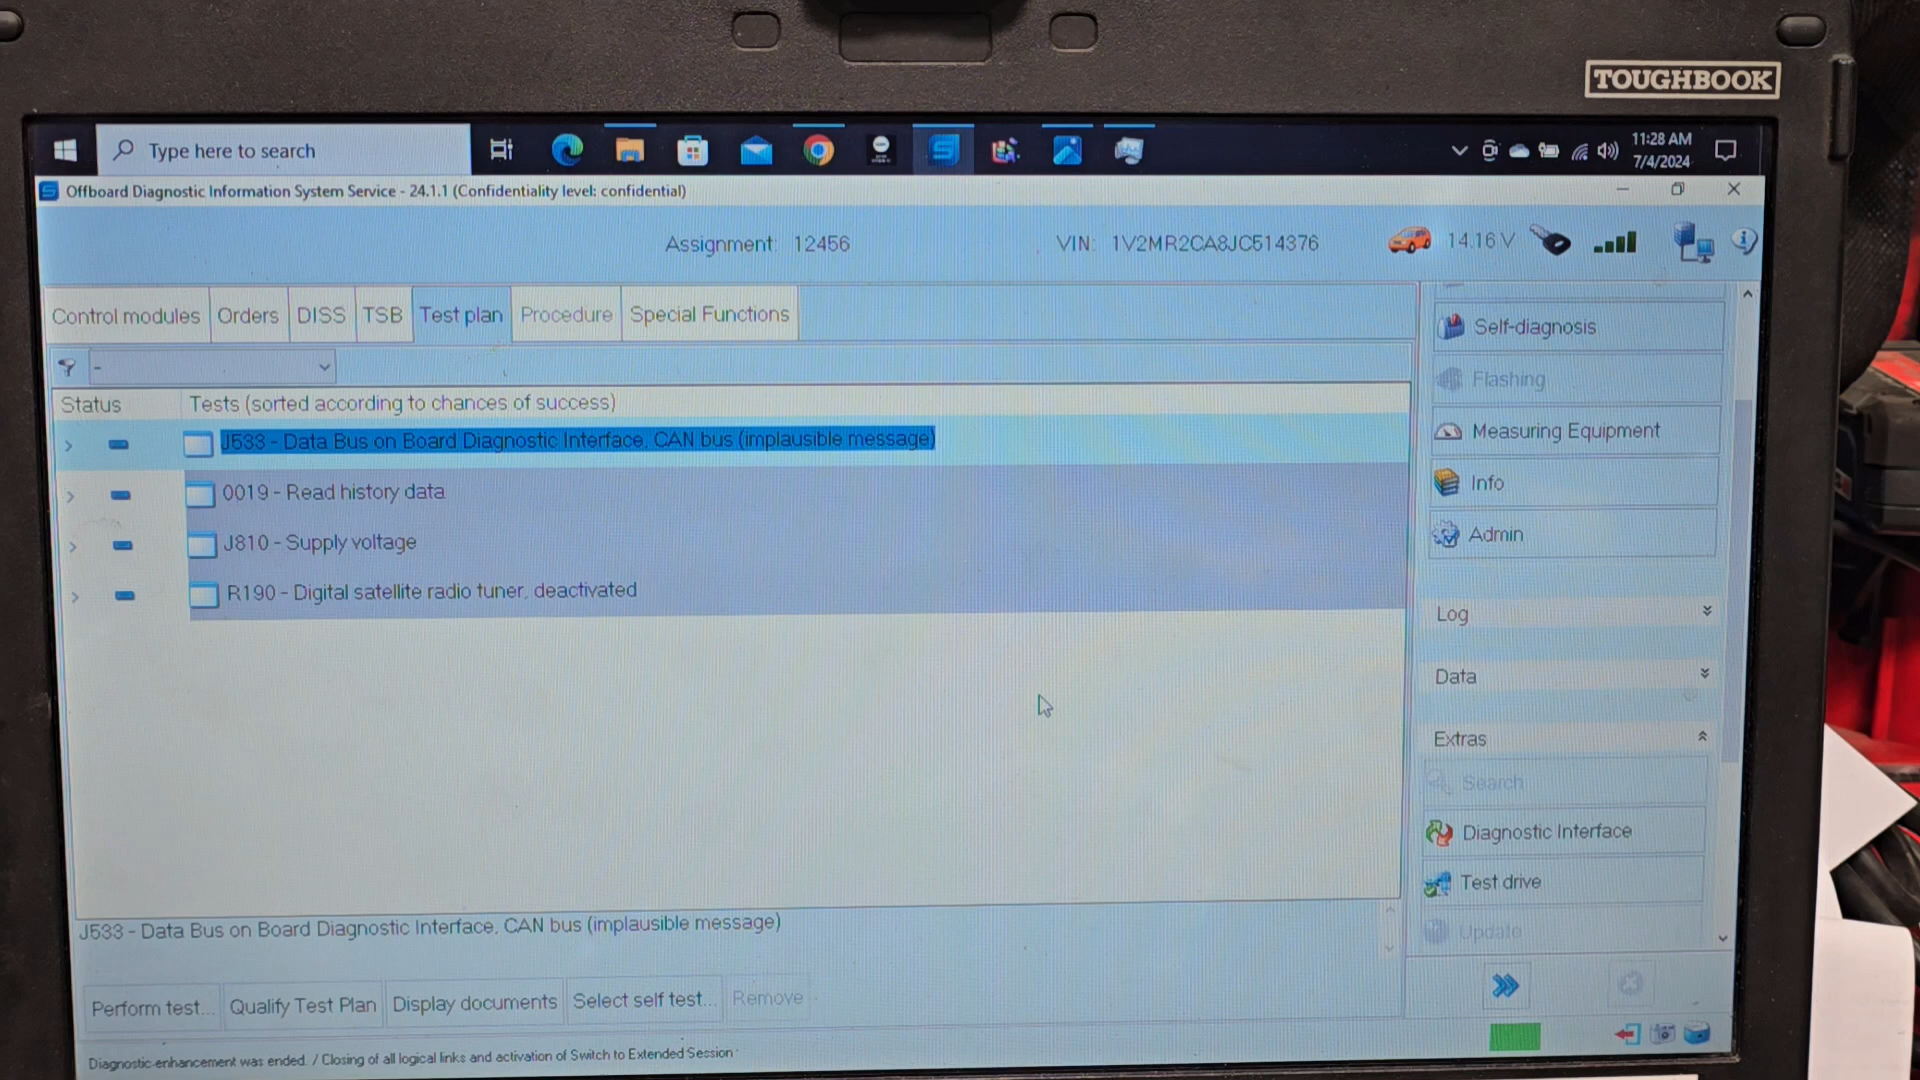 TOUGHBOOK
Type here to search
11:28 AM
7/4/2024
Offboard Diagnostic Information System Service - 24.1.1 (Confidentiality level: confidential)
Assignment: 12456
VIN: 1V2MR2CA8JC514376
14.16 V
Control modules
Orders
DISS
TSB
Test plan
Procedure
Special Functions
-
Status
Tests (sorted according to chances of success)
J533 - Data Bus on Board Diagnostic Interface, CAN bus (implausible message)
0019 - Read history data
J810 - Supply voltage
R190 - Digital satellite radio tuner, deactivated
J533 - Data Bus on Board Diagnostic Interface, CAN bus (implausible message)
Perform test...
Qualify Test Plan
Display documents
Select self test...
Remove
Diagnostic enhancement was ended. / Closing of all logical links and activation of Switch to Extended Session
Self-diagnosis
Flashing
Measuring Equipment
Info
Admin
Log
Data
Extras
Search
Diagnostic Interface
Test drive
Update